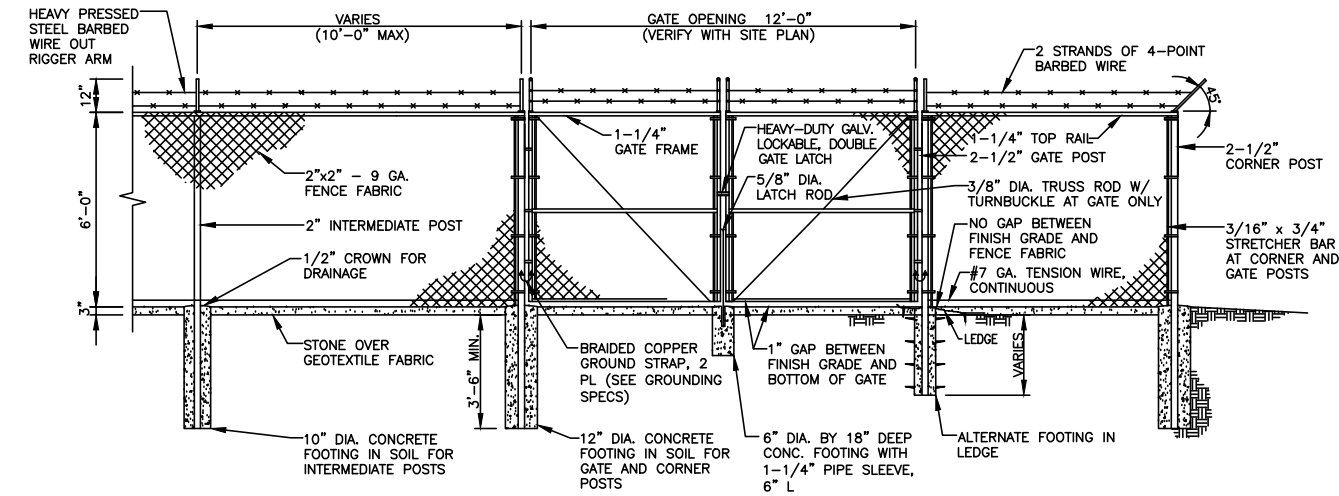 HEAVY PRESSED
STEEL BARBED
WIRE OUT
RIGGER ARM
VARIES
(10'-0" MAX)
GATE OPENING 12'-0"
(VERIFY WITH SITE PLAN)
2 STRANDS OF 4-POINT
BARBED WIRE
45°
12"
6'-0"
3"
1-1/4"
GATE FRAME
HEAVY-DUTY GALV.
LOCKABLE, DOUBLE
GATE LATCH
5/8" DIA.
LATCH ROD
1-1/4" TOP RAIL
2-1/2" GATE POST
3/8" DIA. TRUSS ROD W/
TURNBUCKLE AT GATE ONLY
NO GAP BETWEEN
FINISH GRADE AND
FENCE FABRIC
#7 GA. TENSION WIRE,
CONTINUOUS
2-1/2"
CORNER POST
3/16" x 3/4"
STRETCHER BAR
AT CORNER AND
GATE POSTS
2"x2" - 9 GA.
FENCE FABRIC
2" INTERMEDIATE POST
1/2" CROWN FOR
DRAINAGE
STONE OVER
GEOTEXTILE FABRIC
3'-6" MIN.
BRAIDED COPPER
GROUND STRAP, 2
PL (SEE GROUNDING
SPECS)
1" GAP BETWEEN
FINISH GRADE AND
BOTTOM OF GATE
LEDGE
VARIES
10" DIA. CONCRETE
FOOTING IN SOIL FOR
INTERMEDIATE POSTS
12" DIA. CONCRETE
FOOTING IN SOIL FOR
GATE AND CORNER
POSTS
6" DIA. BY 18" DEEP
CONC. FOOTING WITH
1-1/4" PIPE SLEEVE,
6" L
ALTERNATE FOOTING IN
LEDGE